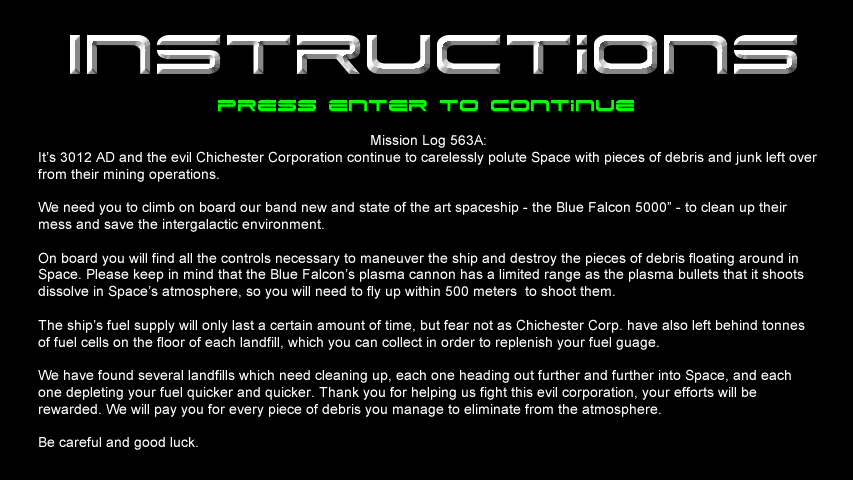 INSTRUCTIONS
PRESS ENTER TO CONTINUE
Mission Log 563A:
It's 3012 AD and the evil Chichester Corporation continue to carelessly polute Space with pieces of debris and junk left over
from their mining operations.
We need you to climb on board our band new and state of the art spaceship - the Blue Falcon 5000" - to clean up their
mess and save the intergalactic environment.
On board you will find all the controls necessary to maneuver the ship and destroy the pieces of debris floating around in
Space. Please keep in mind that the Blue Falcon's plasma cannon has a limited range as the plasma bullets that it shoots
dissolve in Space's atmosphere, so you will need to fly up within 500 meters  to shoot them.
The ship's fuel supply will only last a certain amount of time, but fear not as Chichester Corp. have also left behind tonnes
of fuel cells on the floor of each landfill, which you can collect in order to replenish your fuel guage.
We have found several landfills which need cleaning up, each one heading out further and further into Space, and each
one depleting your fuel quicker and quicker. Thank you for helping us fight this evil corporation, your efforts will be
rewarded. We will pay you for every piece of debris you manage to eliminate from the atmosphere.
Be careful and good luck.